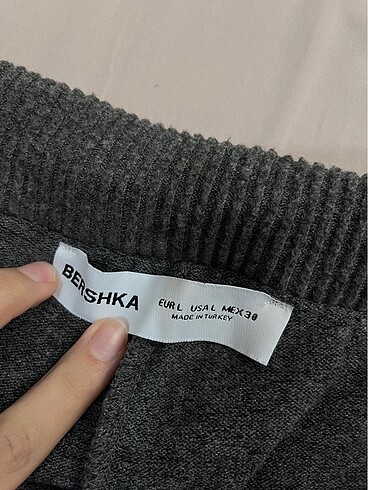 BERSHKA
EUR L USA L MEX 30
MADE IN TURKEY